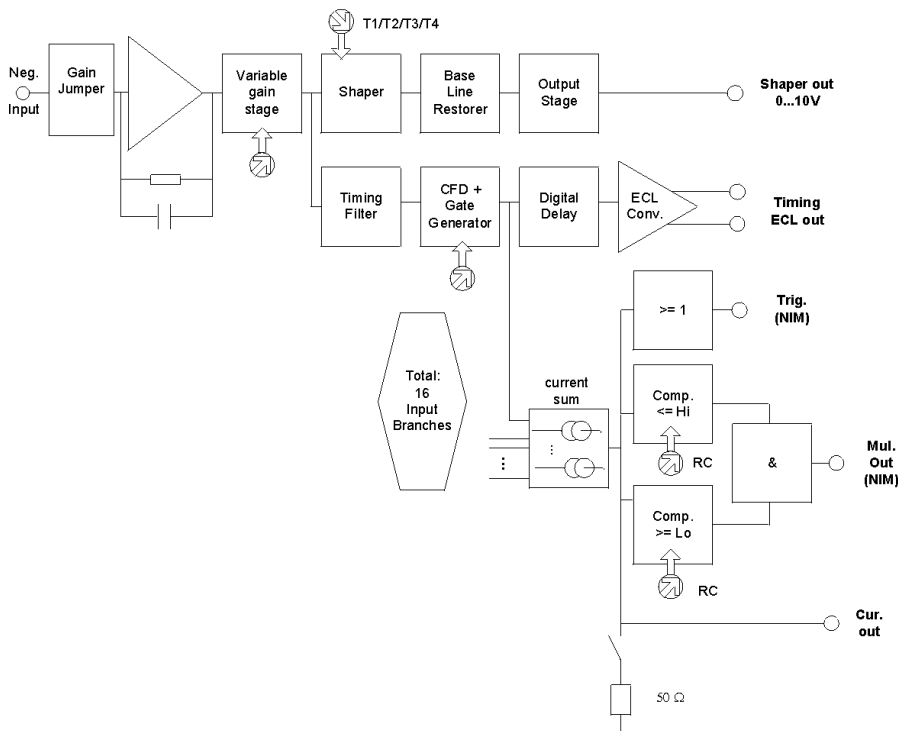 T1/T2/T3/T4
Neg.
Input
Gain
Jumper
Variable
gain
stage
Shaper
Base
Line
Restorer
Output
Stage
Shaper out
0...10V
Timing
Filter
CFD +
Gate
Generator
Digital
Delay
ECL
Conv.
Timing
ECL out
>= 1
Trig.
(NIM)
Total:
16
Input
Branches
current
sum
...
...
Comp.
<= Hi
RC
&
Mul.
Out
(NIM)
Comp.
>= Lo
RC
Cur.
out
50 Ω